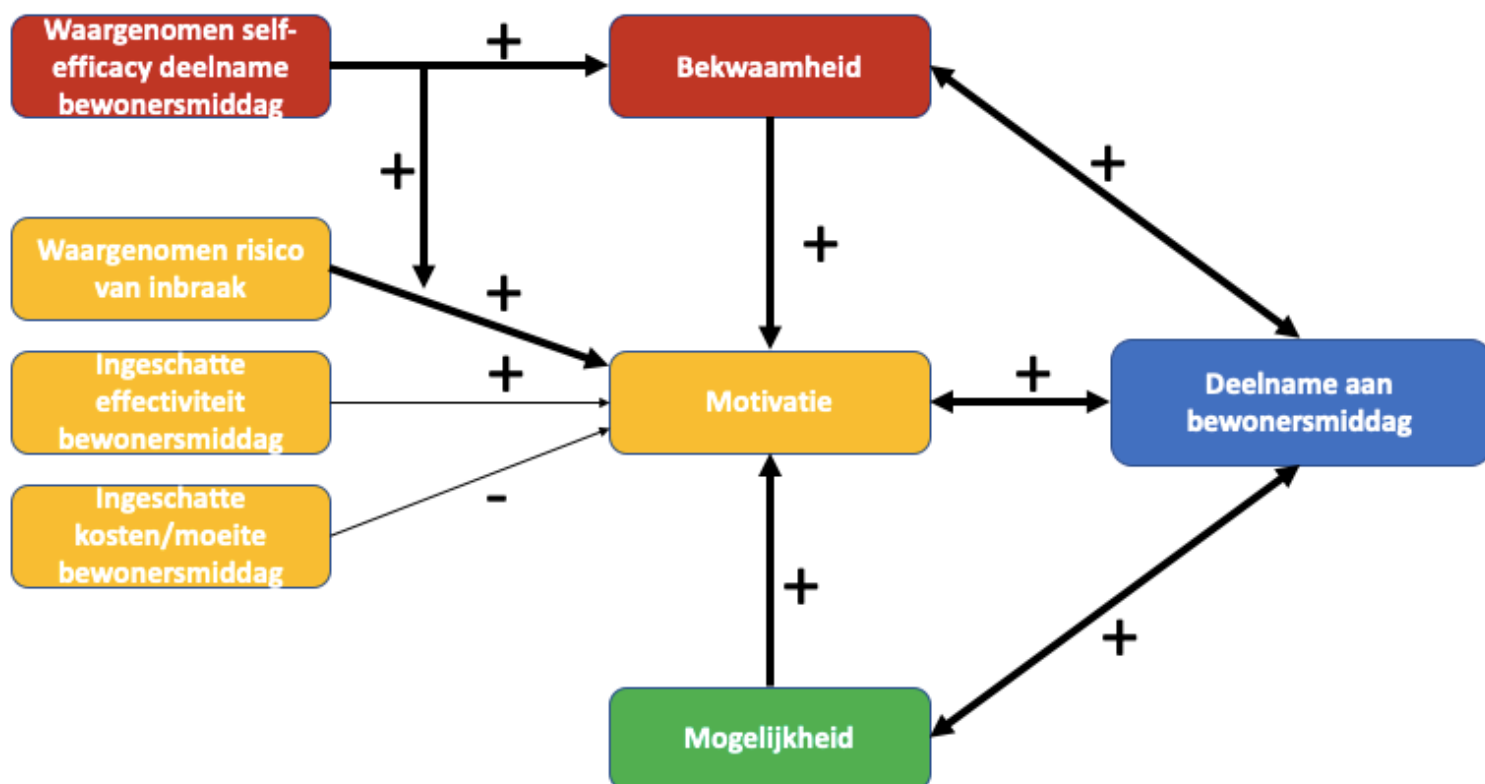 Waargenomen self-
efficacy deelname
bewonersmiddag
+
Bekwaamheid
+
+
Waargenomen risico
van inbraak
+
+
Ingeschatte
effectiviteit
bewonersmiddag
+
Motivatie
+
Deelname aan
bewonersmiddag
Ingeschatte
kosten/moeite
bewonersmiddag
-
+
+
Mogelijkheid